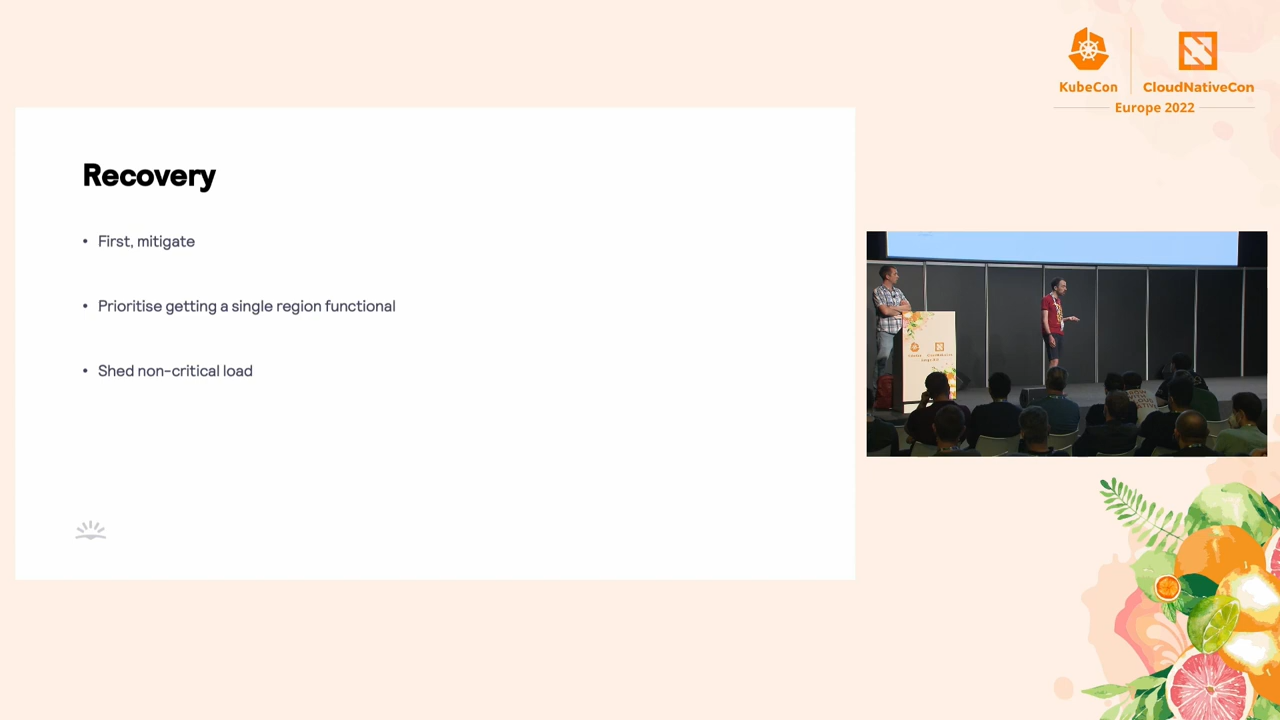 KubeCon
CloudNativeCon
Europe 2022
Recovery
• First, mitigate
• Prioritise getting a single region functional
• Shed non-critical load